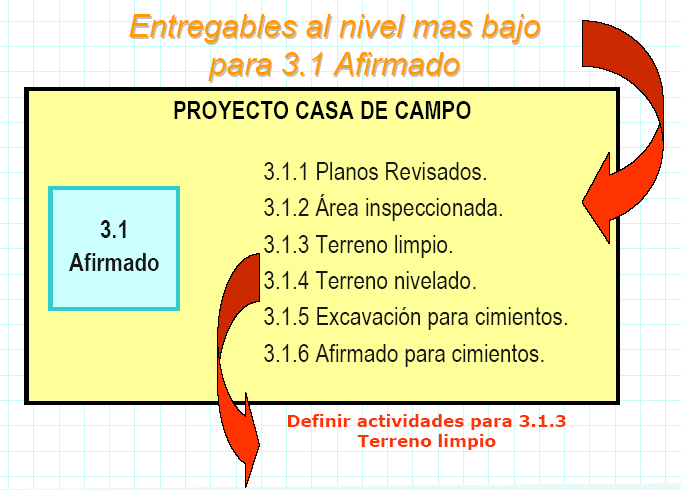 Entregables al nivel mas bajo
para 3.1 Afirmado
PROYECTO CASA DE CAMPO
3.1
Afirmado
3.1.1 Planos Revisados.
3.1.2 Área inspeccionada.
3.1.3 Terreno limpio.
3.1.4 Terreno nivelado.
3.1.5 Excavación para cimientos.
3.1.6 Afirmado para cimientos.
Definir actividades para 3.1.3
Terreno limpio